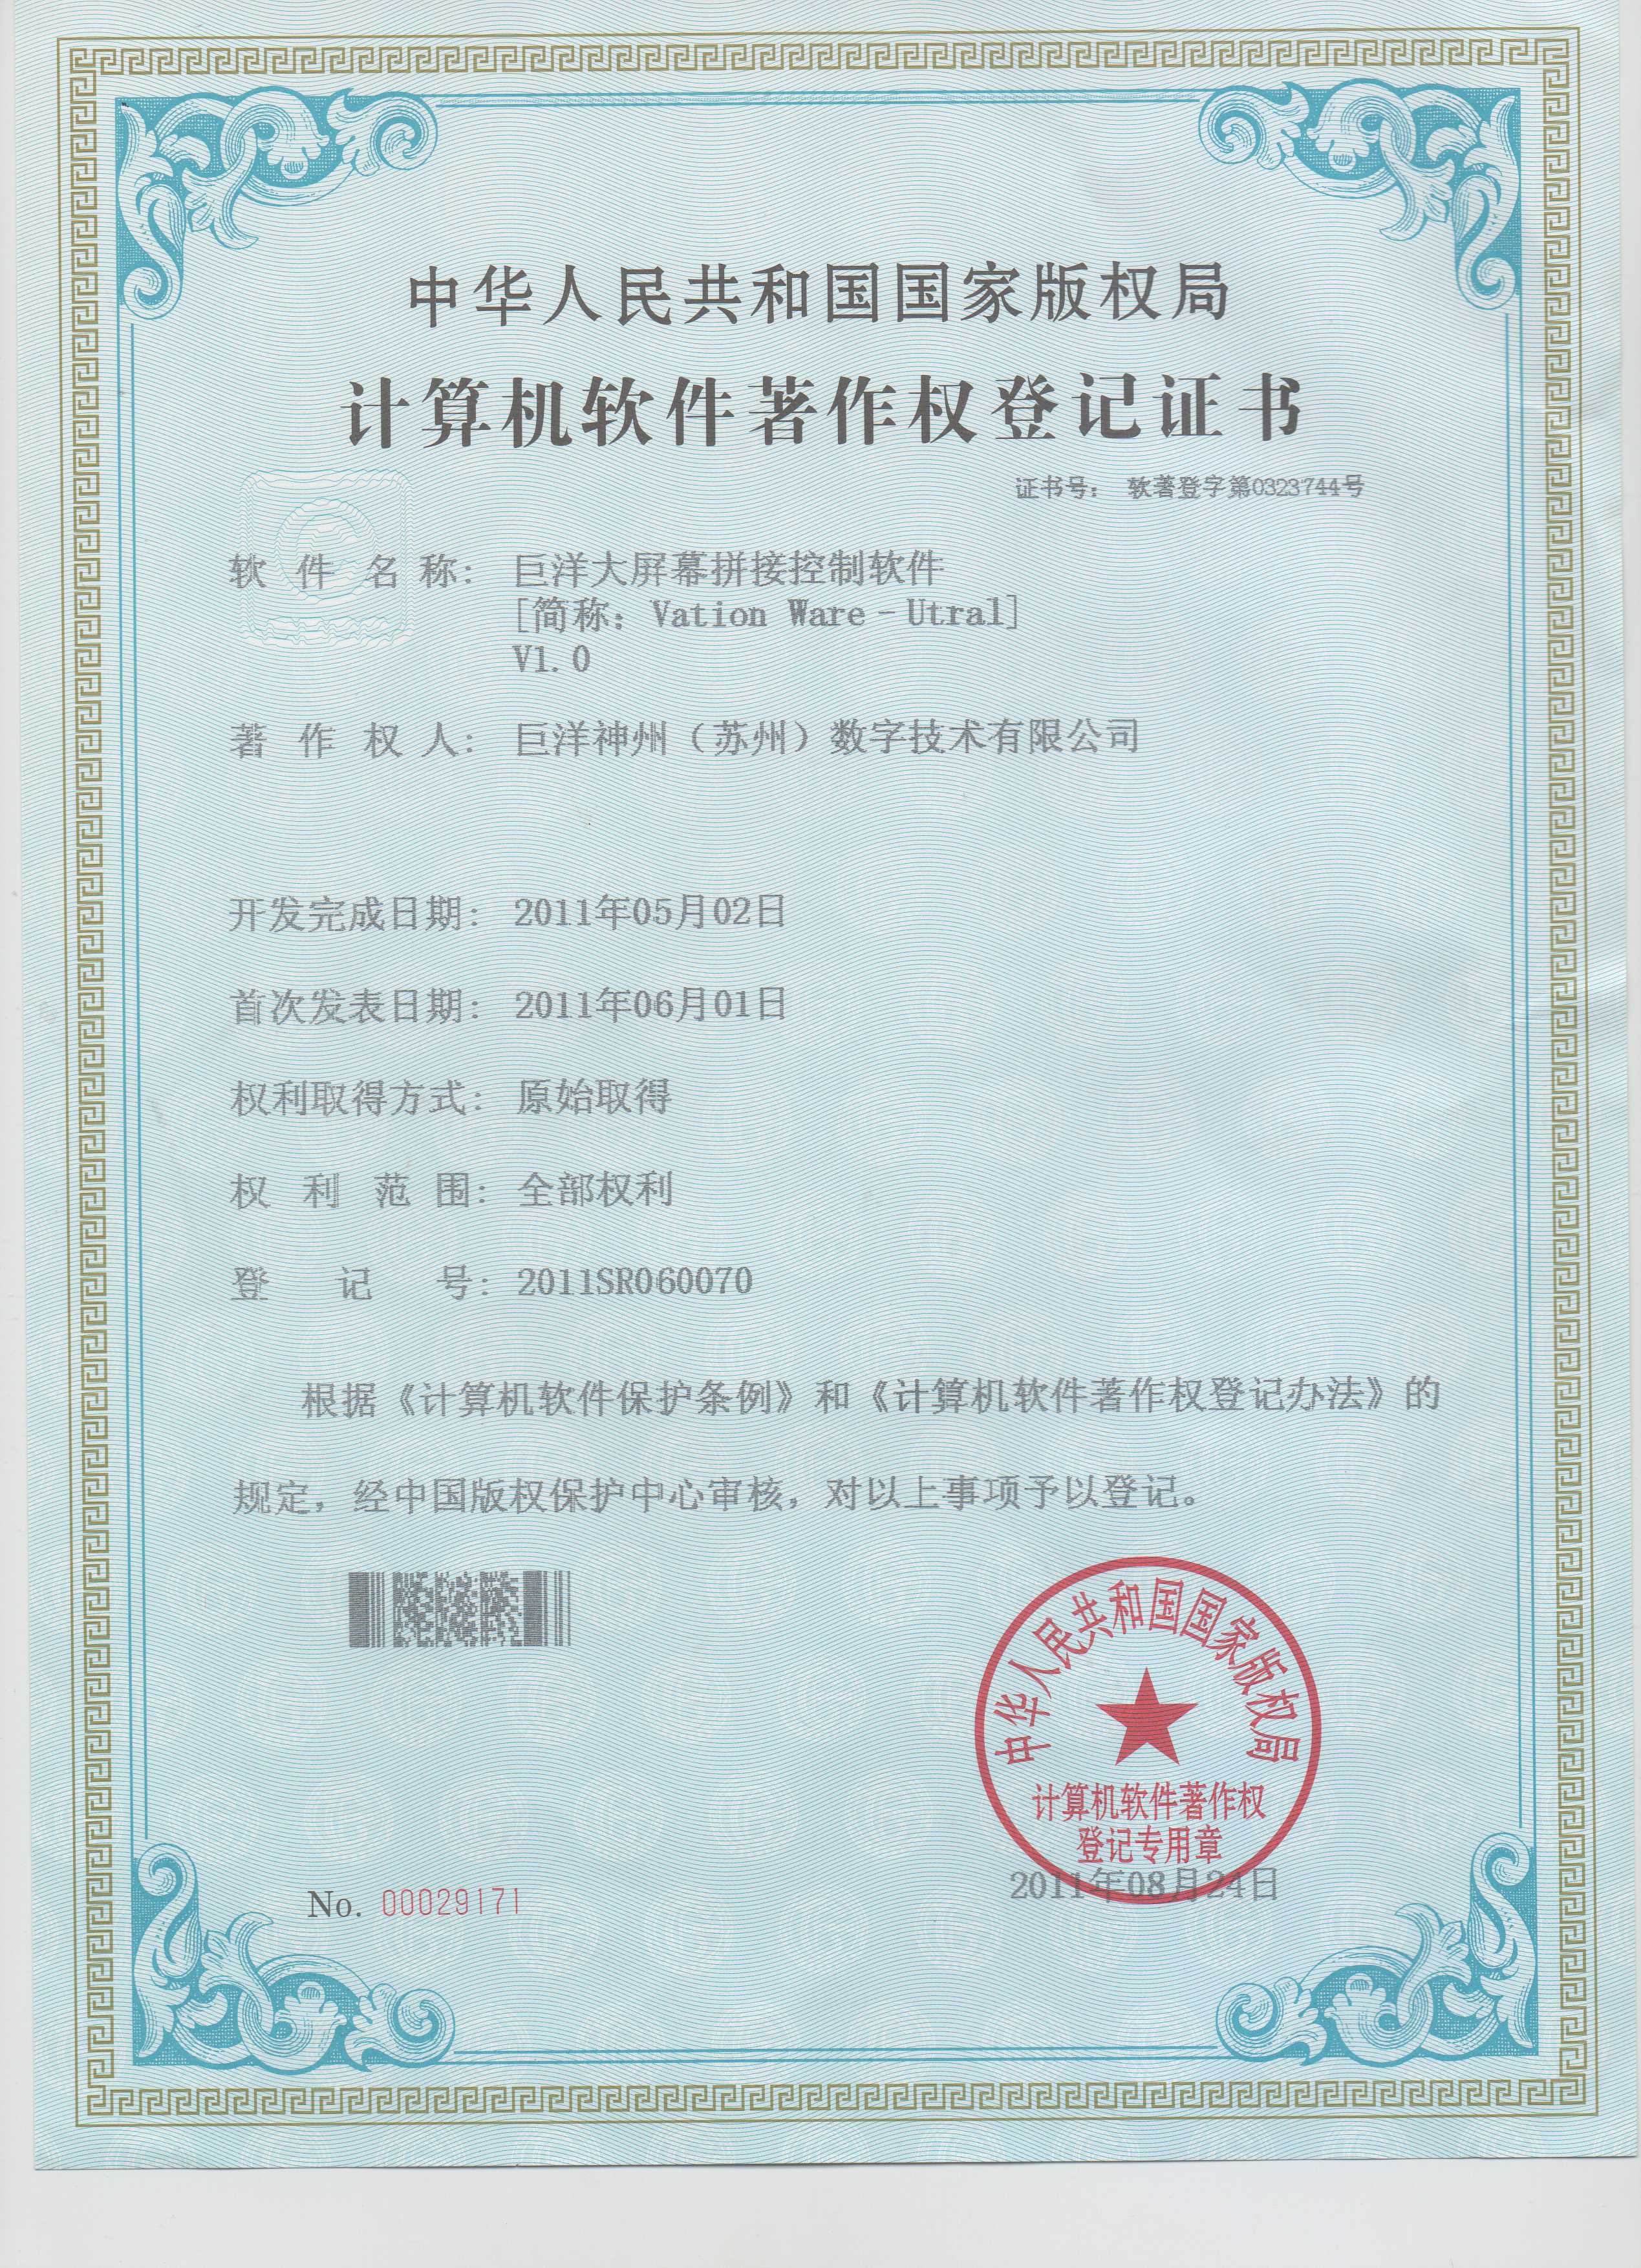 中华人民共和国国家版权局
计算机软件著作权登记证书
证书号： 软著登字第0323744号
软件名称： 巨洋大屏幕拼接控制软件
[简称：Vation Ware-Utral]
V1.0
著作权人： 巨洋神州（苏州）数字技术有限公司
开发完成日期： 2011年05月02日
首次发表日期： 2011年06月01日
权利取得方式： 原始取得
权利范围： 全部权利
登记号： 2011SR060070
根据《计算机软件保护条例》和《计算机软件著作权登记办法》的
规定，经中国版权保护中心审核，对以上事项予以登记。
中华人民共和国国家版权局
计算机软件著作权
登记专用章
2011年08月24日
No. 00029171